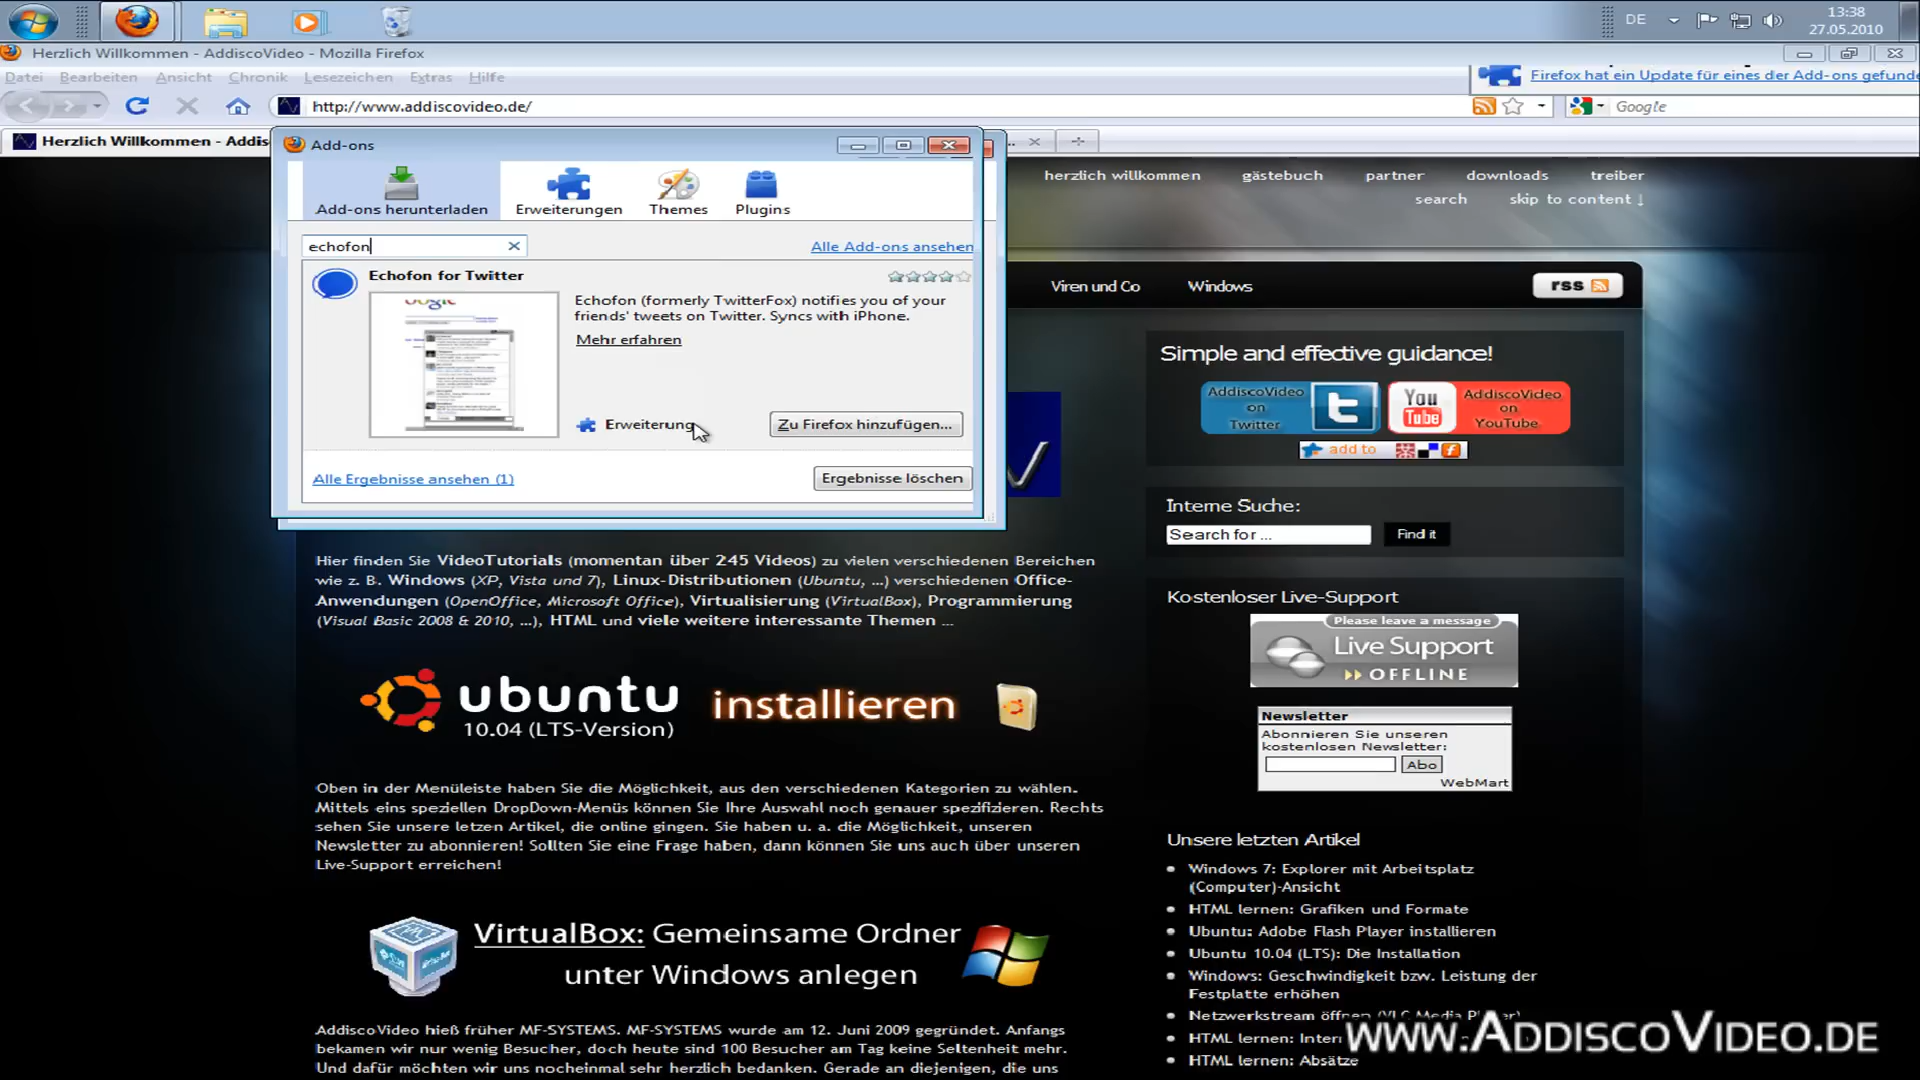 DE
13:38
27.05.2010
Herzlich Willkommen - AddiscoVideo - Mozilla Firefox
Datei Bearbeiten Ansicht Chronik Lesezeichen Extras Hilfe
Firefox hat ein Update für eines der Add-ons gefunde
http://www.addiscovideo.de/
Google
Herzlich Willkommen - Addis
Add-ons
Add-ons herunterladen
Erweiterungen
Themes
Plugins
echofon
Alle Add-ons ansehen
Echofon for Twitter
Echofon (formerly TwitterFox) notifies you of your
friends' tweets on Twitter. Syncs with iPhone.
Mehr erfahren
Erweiterung
Zu Firefox hinzufügen...
Alle Ergebnisse ansehen (1)
Ergebnisse löschen
herzlich willkommen gästebuch partner downloads treiber
search skip to content ↓
Viren und Co Windows
rss
Simple and effective guidance!
AddiscoVideo
on
Twitter
You
Tube
AddiscoVideo
on
YouTube
add to
Interne Suche:
Search for ...
Find it
Kostenloser Live-Support
Please leave a message
Live Support
OFFLINE
Newsletter
Abonnieren Sie unseren
kostenlosen Newsletter:
Abo
WebMart
Hier finden Sie VideoTutorials (momentan über 245 Videos) zu vielen verschiedenen Bereichen
wie z. B. Windows (XP, Vista und 7), Linux-Distributionen (Ubuntu, ...) verschiedenen Office-
Anwendungen (OpenOffice, Microsoft Office), Virtualisierung (VirtualBox), Programmierung
(Visual Basic 2008 & 2010, ...), HTML und viele weitere interessante Themen ...
ubuntu installieren
10.04 (LTS-Version)
Oben in der Menüleiste haben Sie die Möglichkeit, aus den verschiedenen Kategorien zu wählen.
Mittels eins speziellen DropDown-Menüs können Sie Ihre Auswahl noch genauer spezifizieren. Rechts
sehen Sie unsere letzen Artikel, die online gingen. Sie haben u. a. die Möglichkeit, unseren
Newsletter zu abonnieren! Sollten Sie eine Frage haben, dann können Sie uns auch über unseren
Live-Support erreichen!
VirtualBox: Gemeinsame Ordner
unter Windows anlegen
AddiscoVideo hieß früher MF-SYSTEMS. MF-SYSTEMS wurde am 12. Juni 2009 gegründet. Anfangs
bekamen wir nur wenig Besucher, doch heute sind 100 Besucher am Tag keine Seltenheit mehr.
Und dafür möchten wir uns nocheinmal sehr herzlich bedanken. Gerade an diejenigen, die uns
Unsere letzten Artikel
Windows 7: Explorer mit Arbeitsplatz
(Computer)-Ansicht
HTML lernen: Grafiken und Formate
Ubuntu: Adobe Flash Player installieren
Ubuntu 10.04 (LTS): Die Installation
Windows: Geschwindigkeit bzw. Leistung der
Festplatte erhöhen
Netzwerkstream öffnen (VLC Media Player)
HTML lernen: Inter
HTML lernen: Absätze
WWW.ADDISCOVIDEO.DE